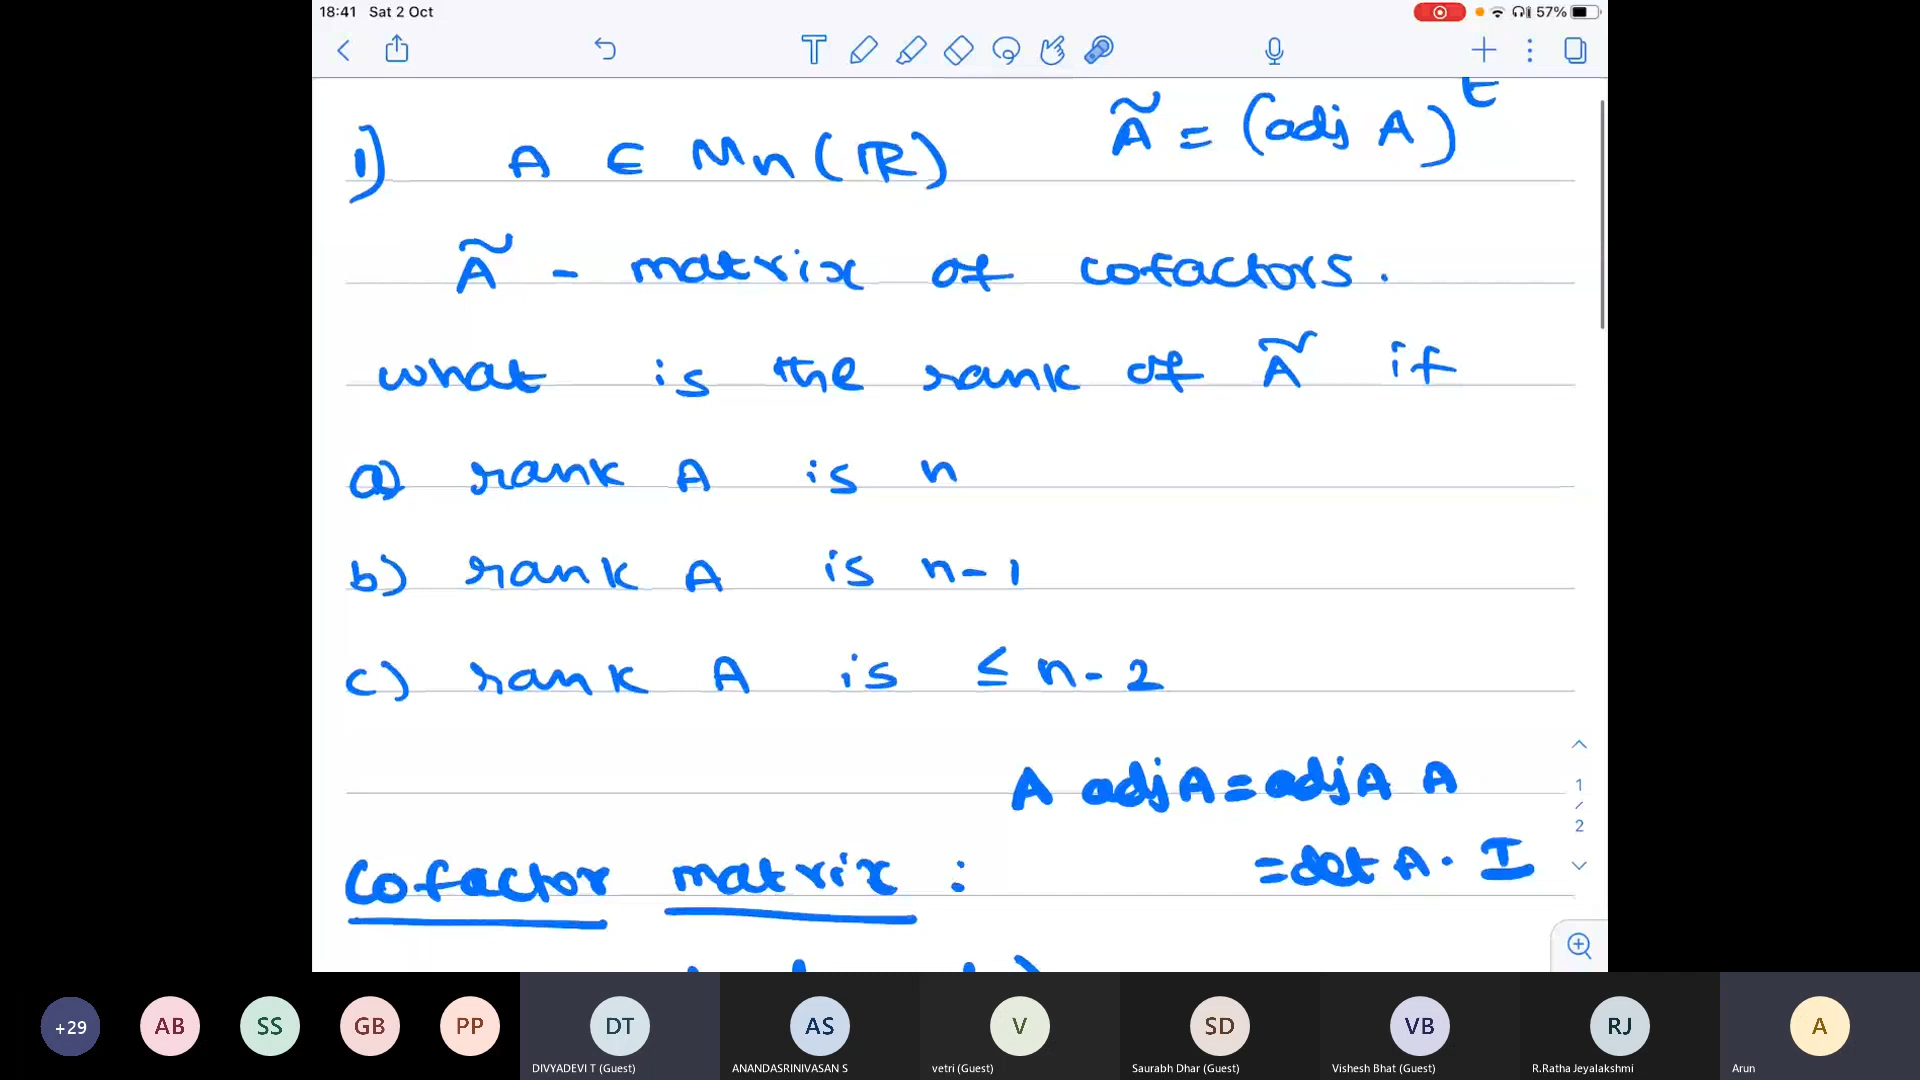 18:41 Sat 2 Oct
57%
Ã = (adj A)ᵗ
1) A ∈ Mn(ℝ)
Ã - matrix of cofactors.
what is the rank of Ã if
a) rank A is n
b) rank A is n-1
c) rank A is ≤ n-2
A adjA = adjA A
= det A · I
1
/
2
Cofactor matrix :
+29
AB
SS
GB
PP
DT
AS
V
SD
VB
RJ
A
DIVYADEVI T (Guest)
ANANDASRINIVASAN S
vetri (Guest)
Saurabh Dhar (Guest)
Vishesh Bhat (Guest)
R.Ratha Jeyalakshmi
Arun